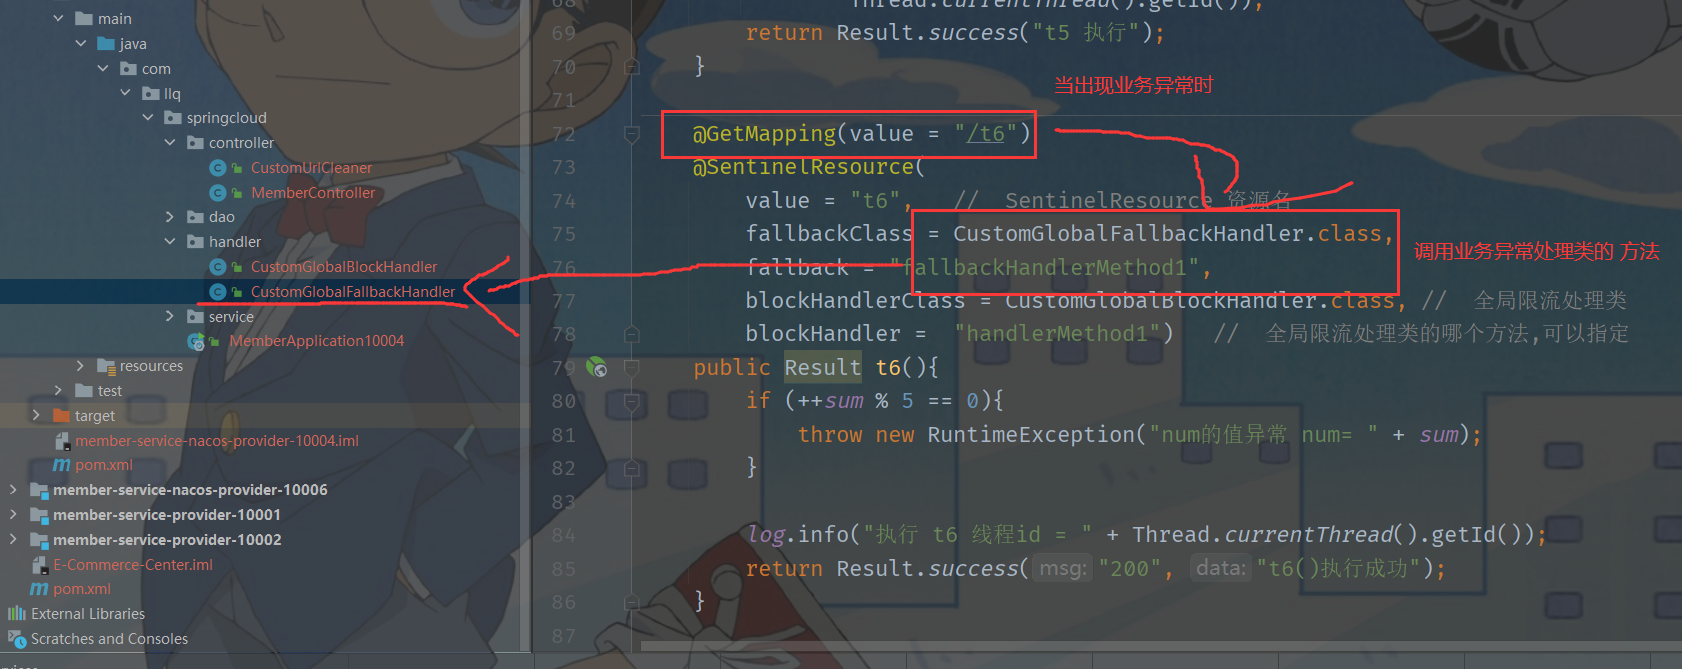 main
java
com
llq
springcloud
controller
CustomUrlCleaner
MemberController
dao
handler
CustomGlobalBlockHandler
CustomGlobalFallbackHandler
service
MemberApplication10004
resources
test
target
member-service-nacos-provider-10004.iml
pom.xml
member-service-nacos-provider-10006
member-service-provider-10001
member-service-provider-10002
E-Commerce-Center.iml
pom.xml
External Libraries
Scratches and Consoles
68 Thread.currentThread().getId());
69 return Result.success("t5 执行");
70 }
71
当出现业务异常时
72 @GetMapping(value = "/t6")
73 @SentinelResource(
74 value = "t6", // SentinelResource 资源名
75 fallbackClass = CustomGlobalFallbackHandler.class,
调用业务异常处理类的 方法
76 fallback = "fallbackHandlerMethod1",
77 blockHandlerClass = CustomGlobalBlockHandler.class, // 全局限流处理类
78 blockHandler = "handlerMethod1") // 全局限流处理类的哪个方法,可以指定
79 public Result t6(){
80 if (++sum % 5 == 0){
81 throw new RuntimeException("num的值异常 num= " + sum);
82 }
83
84 log.info("执行 t6 线程id = " + Thread.currentThread().getId());
85 return Result.success( msg: "200", data: "t6()执行成功");
86 }
87